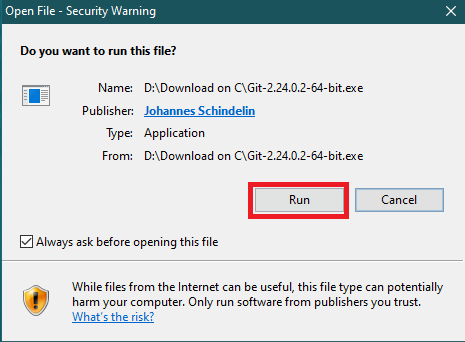 Open File - Security Warning
Do you want to run this file?
Name: D:\Download on C\Git-2.24.0.2-64-bit.exe
Publisher: Johannes Schindelin
Type: Application
From: D:\Download on C\Git-2.24.0.2-64-bit.exe
Run Cancel
Always ask before opening this file
While files from the Internet can be useful, this file type can potentially
harm your computer. Only run software from publishers you trust.
What's the risk?